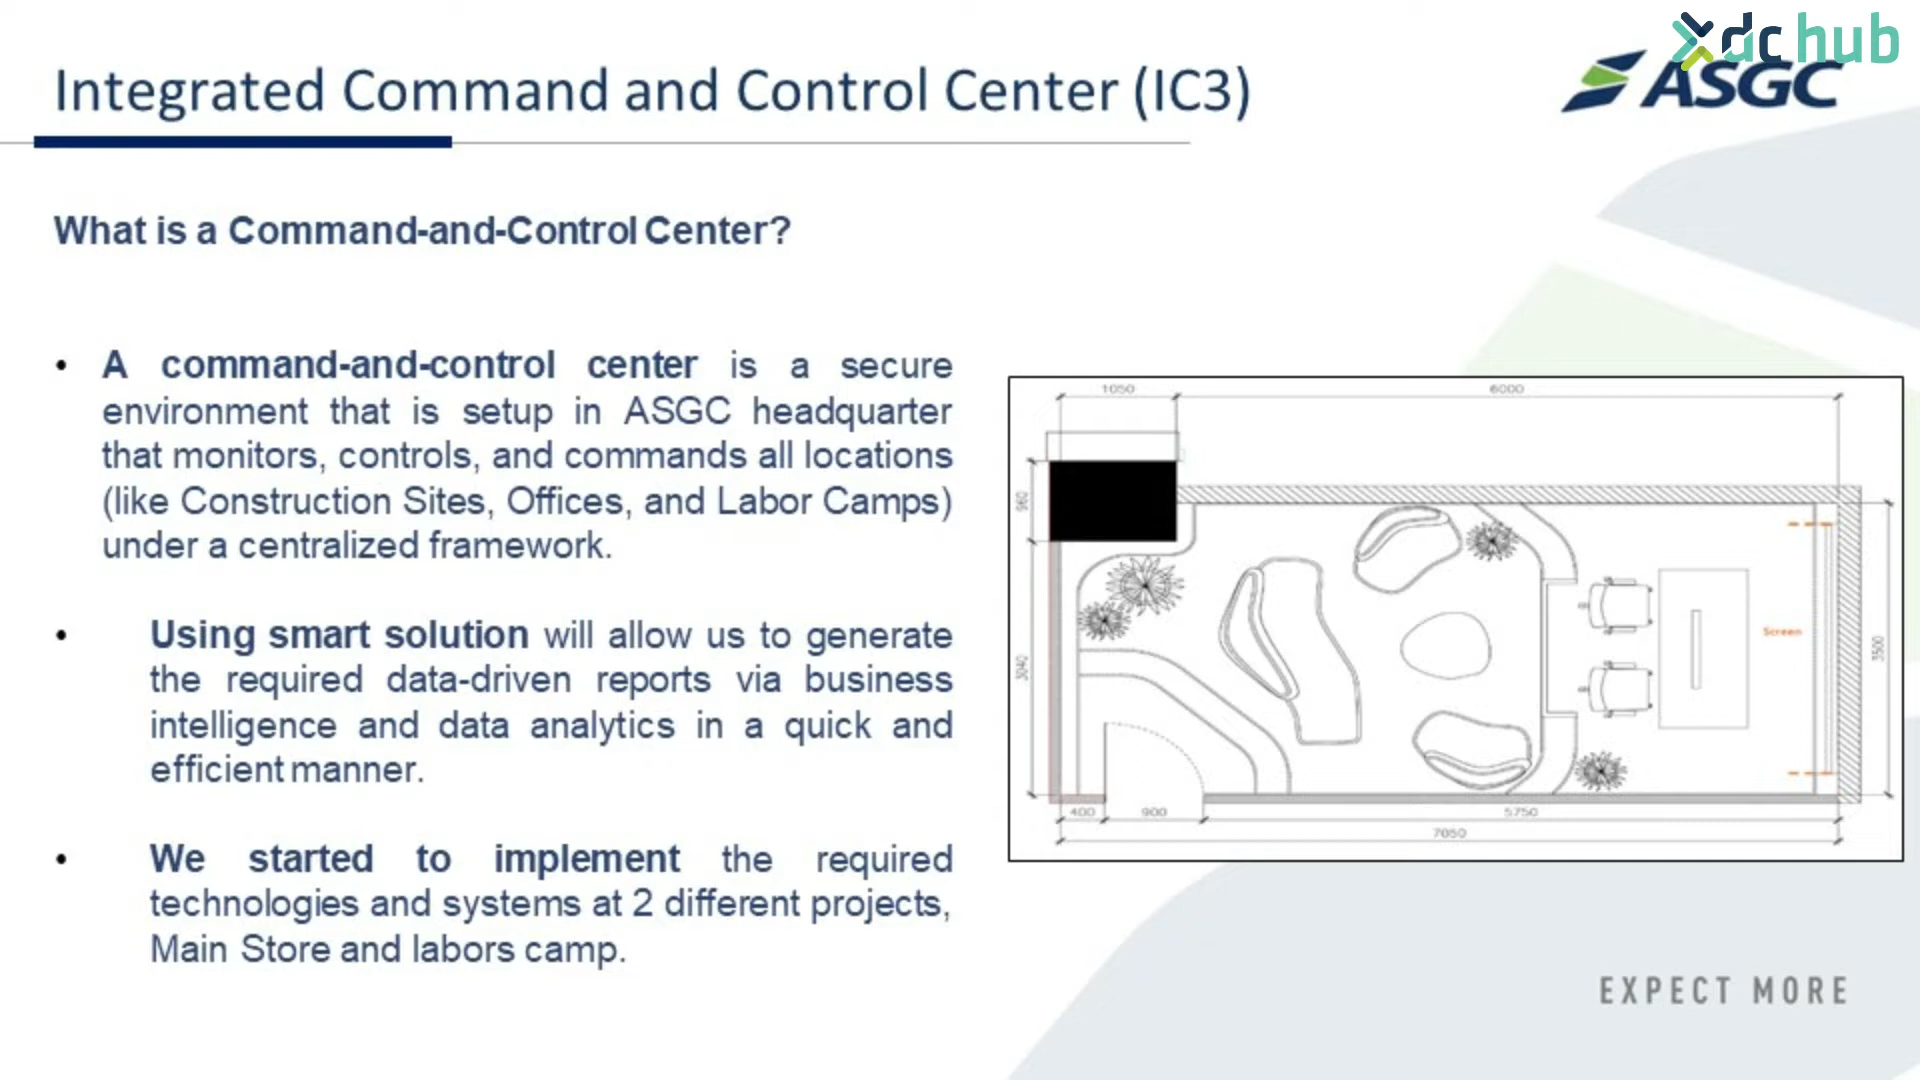 dc hub
Integrated Command and Control Center (IC3)
ASGC
What is a Command-and-Control Center?
• A command-and-control center is a secure
environment that is setup in ASGC headquarter
that monitors, controls, and commands all locations
(like Construction Sites, Offices, and Labor Camps)
under a centralized framework.
• Using smart solution will allow us to generate
the required data-driven reports via business
intelligence and data analytics in a quick and
efficient manner.
• We started to implement the required
technologies and systems at 2 different projects,
Main Store and labors camp.
1050
6000
960
3040
Screen
3500
400
900
5750
7050
EXPECT MORE